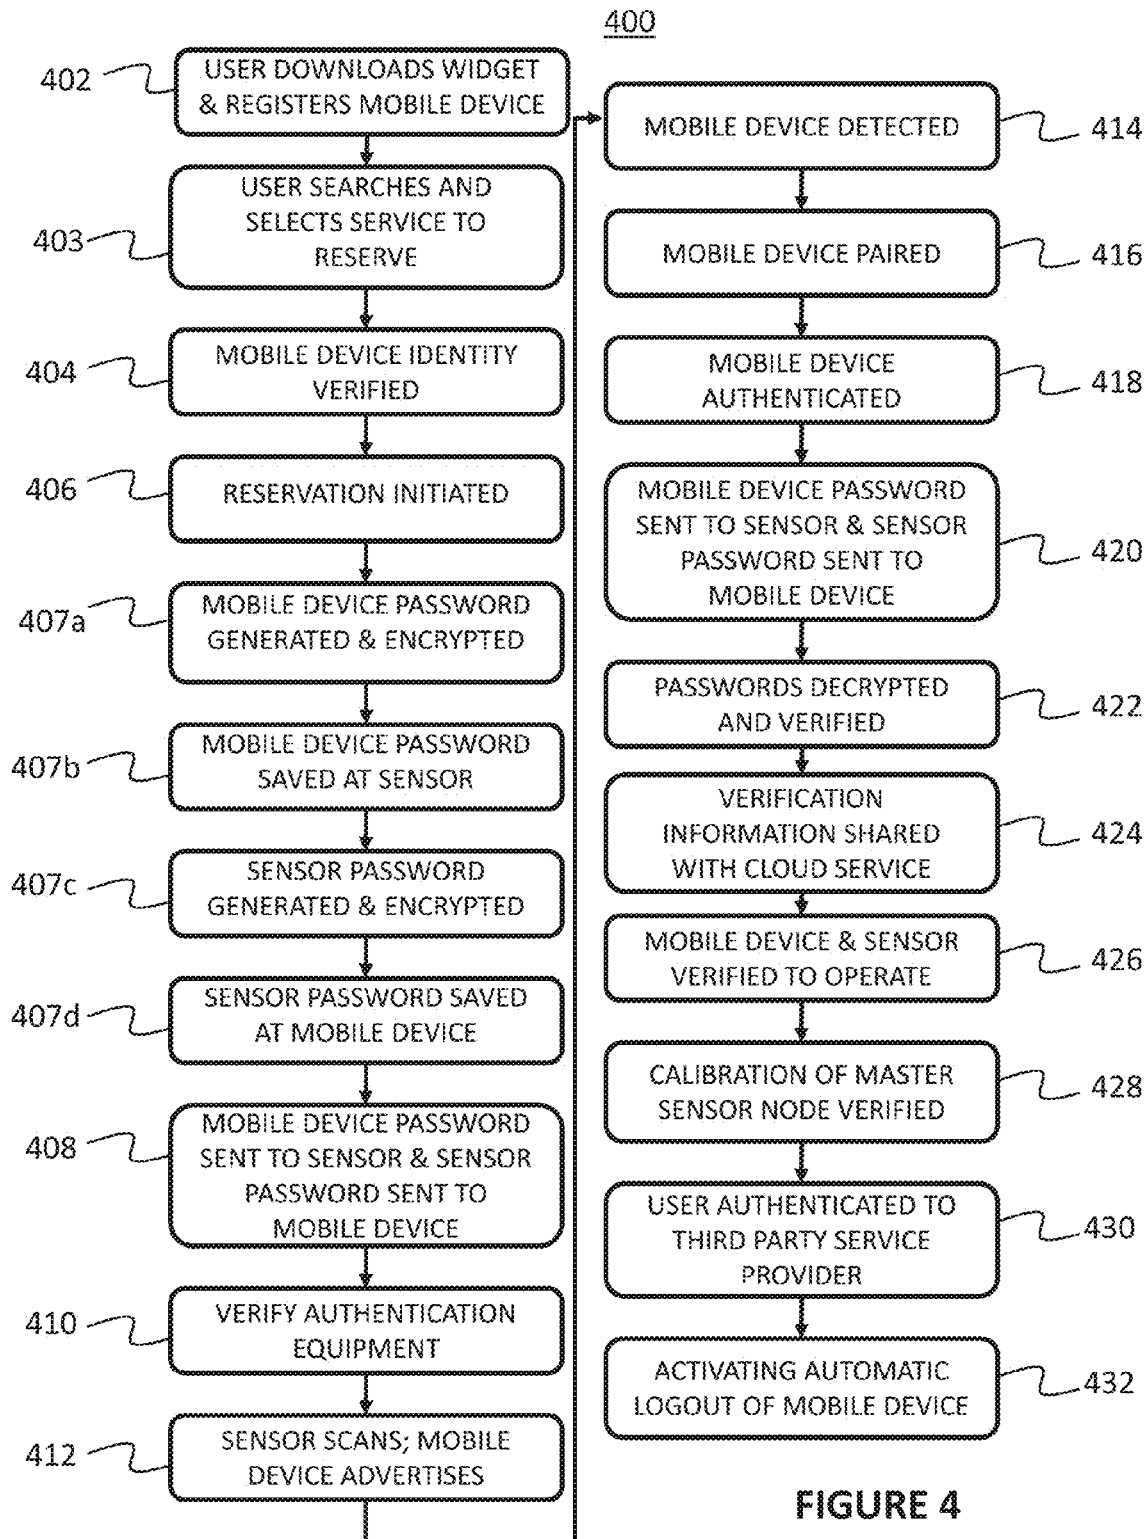 400
402
USER DOWNLOADS WIDGET
& REGISTERS MOBILE DEVICE
403
USER SEARCHES AND
SELECTS SERVICE TO
RESERVE
404
MOBILE DEVICE IDENTITY
VERIFIED
406
RESERVATION INITIATED
407a
MOBILE DEVICE PASSWORD
GENERATED & ENCRYPTED
407b
MOBILE DEVICE PASSWORD
SAVED AT SENSOR
407c
SENSOR PASSWORD
GENERATED & ENCRYPTED
407d
SENSOR PASSWORD SAVED
AT MOBILE DEVICE
408
MOBILE DEVICE PASSWORD
SENT TO SENSOR & SENSOR
PASSWORD SENT TO
MOBILE DEVICE
410
VERIFY AUTHENTICATION
EQUIPMENT
412
SENSOR SCANS; MOBILE
DEVICE ADVERTISES
MOBILE DEVICE DETECTED
414
MOBILE DEVICE PAIRED
416
MOBILE DEVICE
AUTHENTICATED
418
MOBILE DEVICE PASSWORD
SENT TO SENSOR & SENSOR
PASSWORD SENT TO
MOBILE DEVICE
420
PASSWORDS DECRYPTED
AND VERIFIED
422
VERIFICATION
INFORMATION SHARED
WITH CLOUD SERVICE
424
MOBILE DEVICE & SENSOR
VERIFIED TO OPERATE
426
CALIBRATION OF MASTER
SENSOR NODE VERIFIED
428
USER AUTHENTICATED TO
THIRD PARTY SERVICE
PROVIDER
430
ACTIVATING AUTOMATIC
LOGOUT OF MOBILE DEVICE
432
FIGURE 4